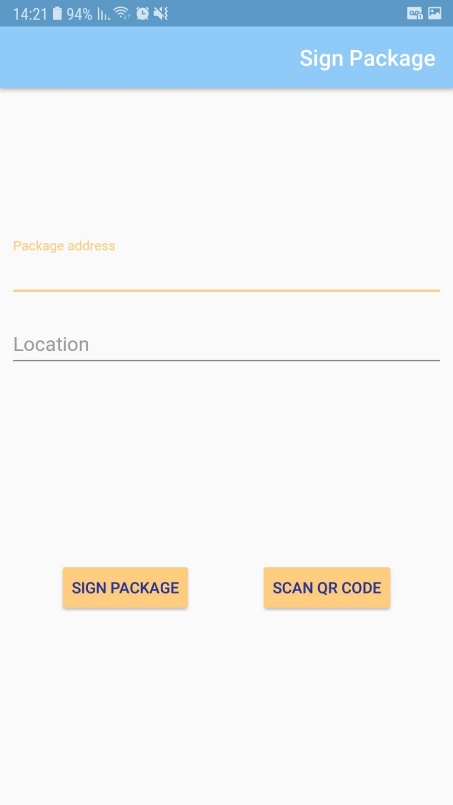 14:21 94%
Sign Package
Package address
Location
SIGN PACKAGE
SCAN QR CODE